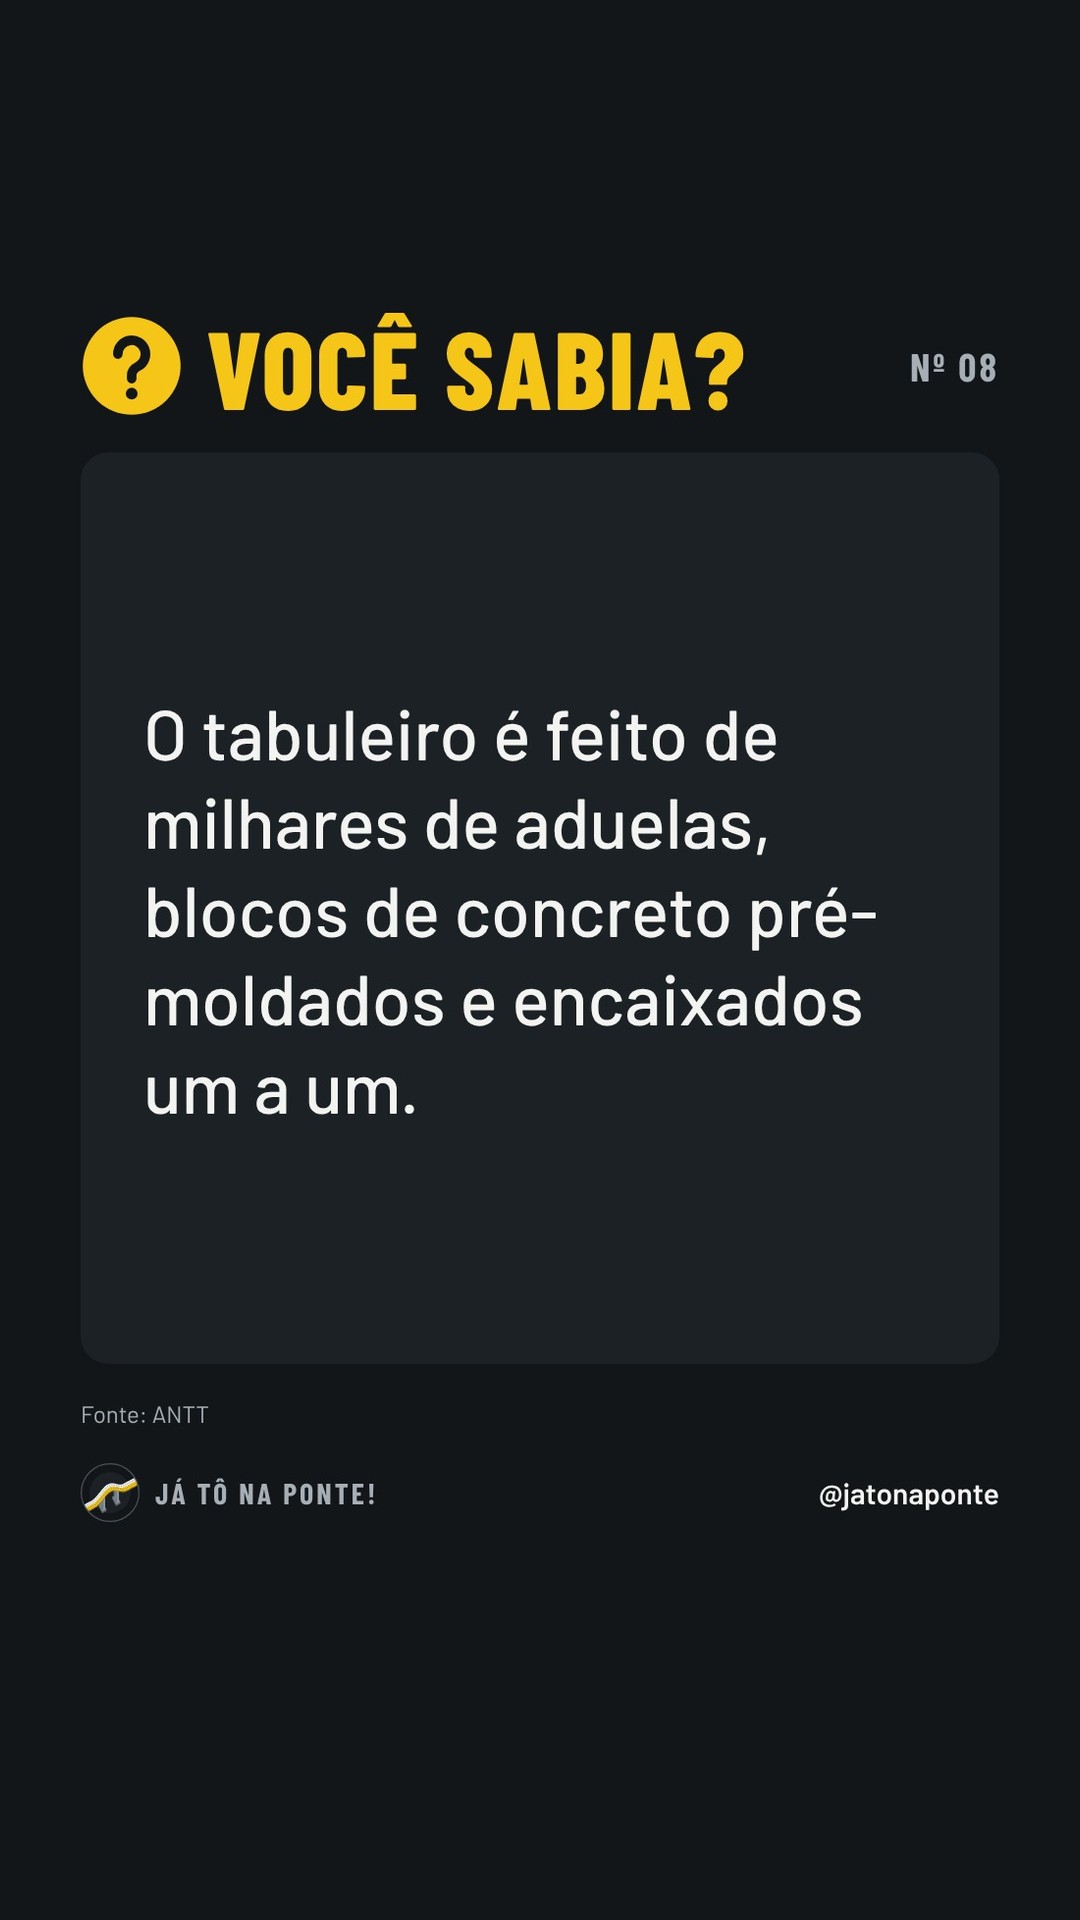 ? VOCÊ SABIA?
Nº 08
O tabuleiro é feito de
milhares de aduelas,
blocos de concreto pré-
moldados e encaixados
um a um.
Fonte: ANTT
JÁ TÔ NA PONTE!
@jatonaponte